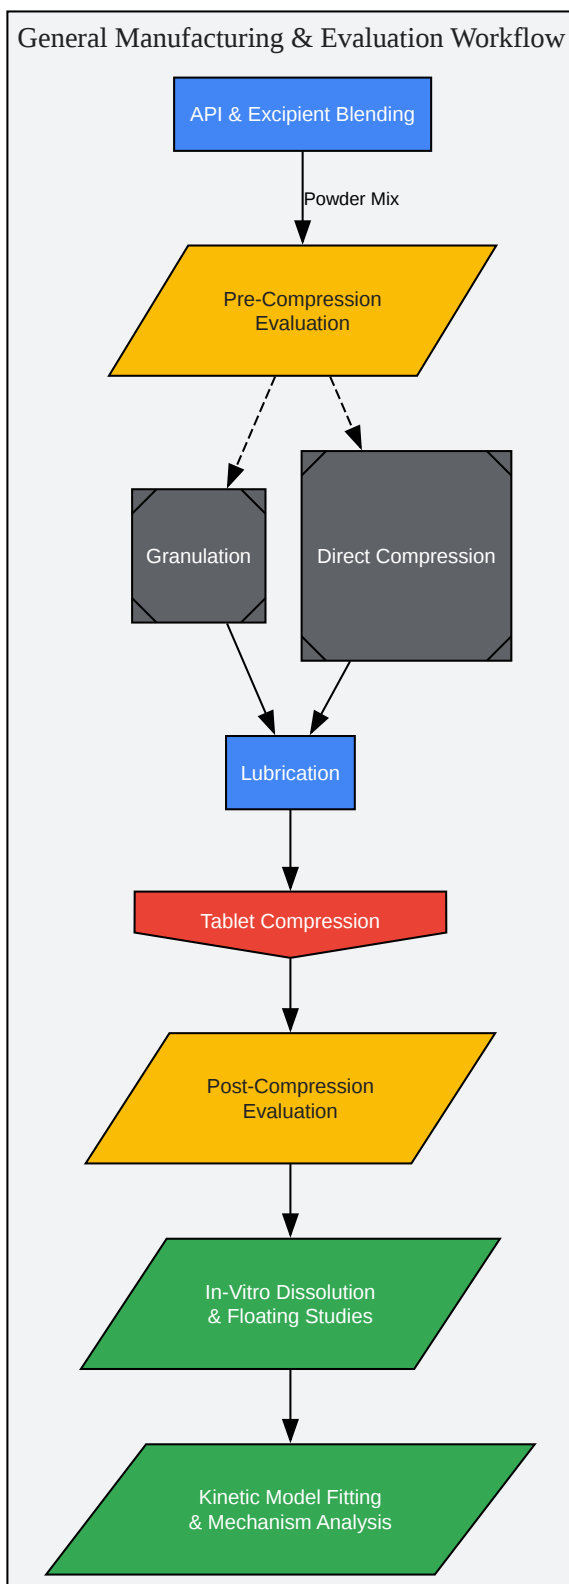 General Manufacturing & Evaluation Workflow
API & Excipient Blending
Powder Mix
Pre-Compression
Evaluation
Granulation
Direct Compression
Lubrication
Tablet Compression
Post-Compression
Evaluation
In-Vitro Dissolution
& Floating Studies
Kinetic Model Fitting
& Mechanism Analysis